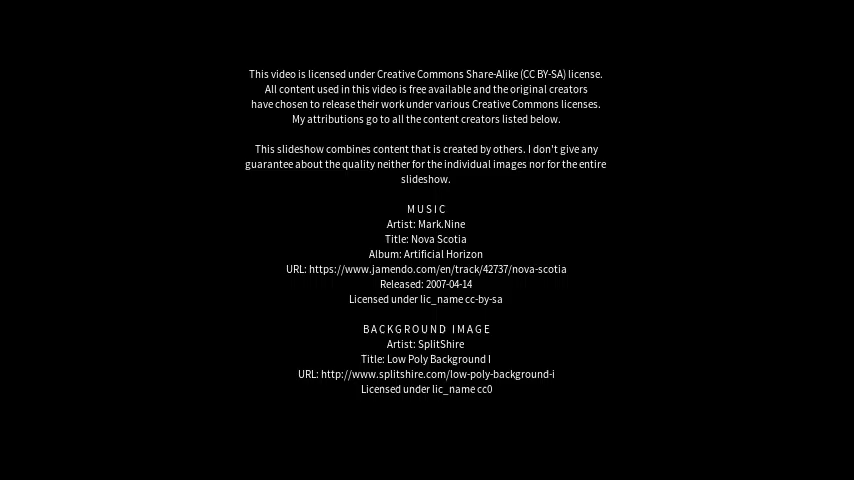 This video is licensed under Creative Commons Share-Alike (CC BY-SA) license.
All content used in this video is free available and the original creators
have chosen to release their work under various Creative Commons licenses.
My attributions go to all the content creators listed below.
This slideshow combines content that is created by others. I don't give any
guarantee about the quality neither for the individual images nor for the entire
slideshow.
MUSIC
Artist: Mark.Nine
Title: Nova Scotia
Album: Artificial Horizon
URL: https://www.jamendo.com/en/track/42737/nova-scotia
Released: 2007-04-14
Licensed under lic_name cc-by-sa
BACKGROUND IMAGE
Artist: SplitShire
Title: Low Poly Background I
URL: http://www.splitshire.com/low-poly-background-i
Licensed under lic_name cc0